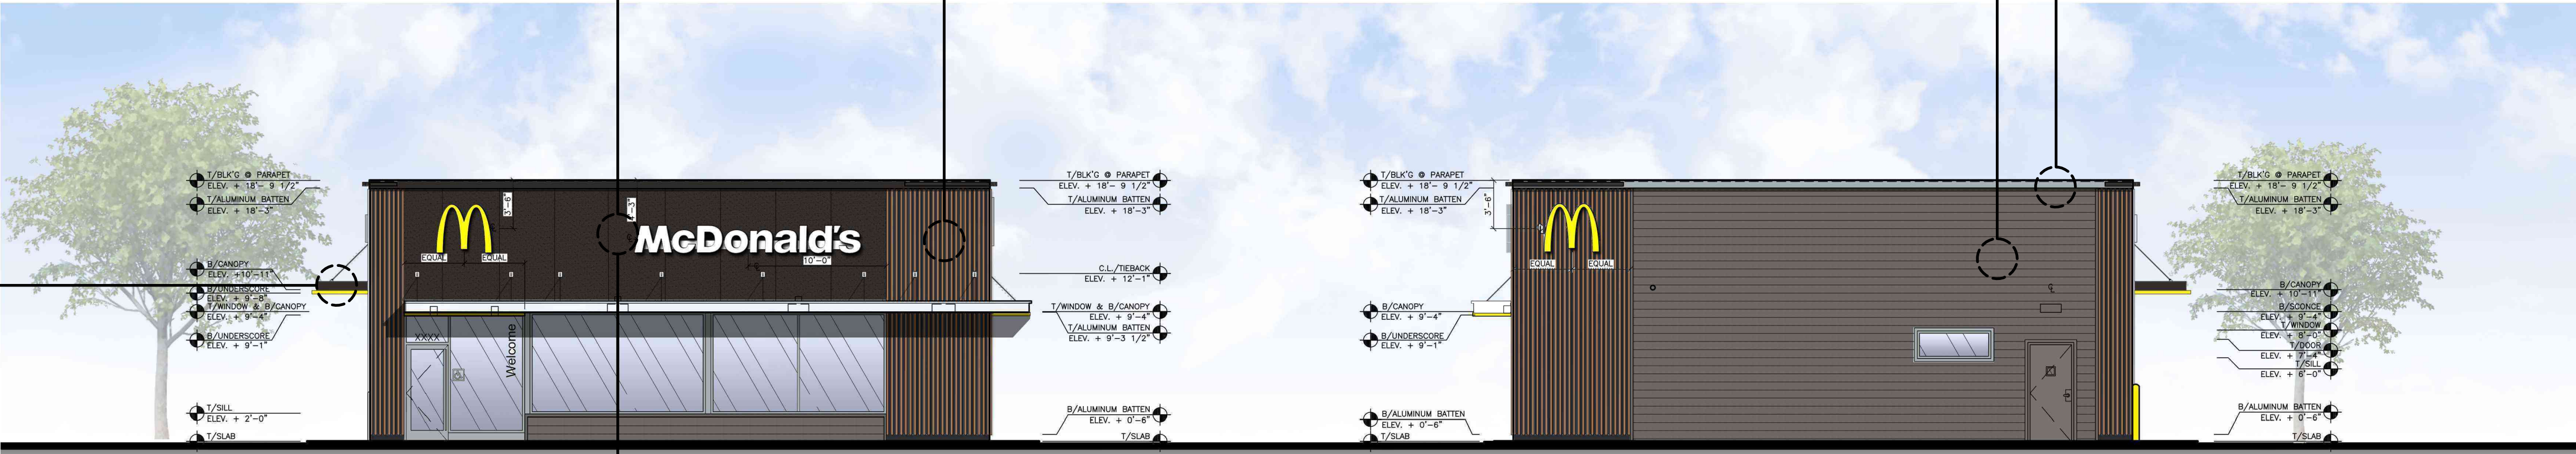 T/BLK'G @ PARAPET
ELEV. + 18'- 9 1/2"
T/ALUMINUM BATTEN
ELEV. + 18'-3"
B/CANOPY
ELEV. +10'-11"
B/UNDERSCORE
ELEV. + 9'-8"
T/WINDOW & B/CANOPY
ELEV. + 9'-4"
B/UNDERSCORE
ELEV. + 9'-1"
T/SILL
ELEV. + 2'-0"
T/SLAB
3'-6"
EQUAL
EQUAL
McDonald's
10'-0"
XXXX
Welcome
T/BLK'G @ PARAPET
ELEV. + 18'- 9 1/2"
T/ALUMINUM BATTEN
ELEV. + 18'-3"
C.L./TIEBACK
ELEV. + 12'-1"
T/WINDOW & B/CANOPY
ELEV. + 9'-4"
T/ALUMINUM BATTEN
ELEV. + 9'-3 1/2"
B/ALUMINUM BATTEN
ELEV. + 0'-6"
T/SLAB
T/BLK'G @ PARAPET
ELEV. + 18'- 9 1/2"
T/ALUMINUM BATTEN
ELEV. + 18'-3"
B/CANOPY
ELEV. + 9'-4"
B/UNDERSCORE
ELEV. + 9'-1"
B/ALUMINUM BATTEN
ELEV. + 0'-6"
T/SLAB
3'-6"
EQUAL
EQUAL
T/BLK'G @ PARAPET
ELEV. + 18'- 9 1/2"
T/ALUMINUM BATTEN
ELEV. + 18'-3"
B/CANOPY
ELEV. + 10'-11"
B/SCONCE
ELEV. + 9'-4"
T/WINDOW
ELEV. + 8'-0"
T/DOOR
ELEV. + 7'-4"
T/SILL
ELEV. + 6'-0"
B/ALUMINUM BATTEN
ELEV. + 0'-6"
T/SLAB